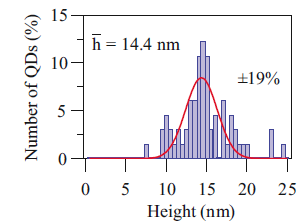 15
h̄ = 14.4 nm
10
±19%
5
0
Number of QDs (%)
0 5 10 15 20 25
Height (nm)